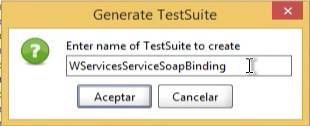 Generate TestSuite
Enter name of TestSuite to create
WServicesServiceSoapBinding
Aceptar
Cancelar